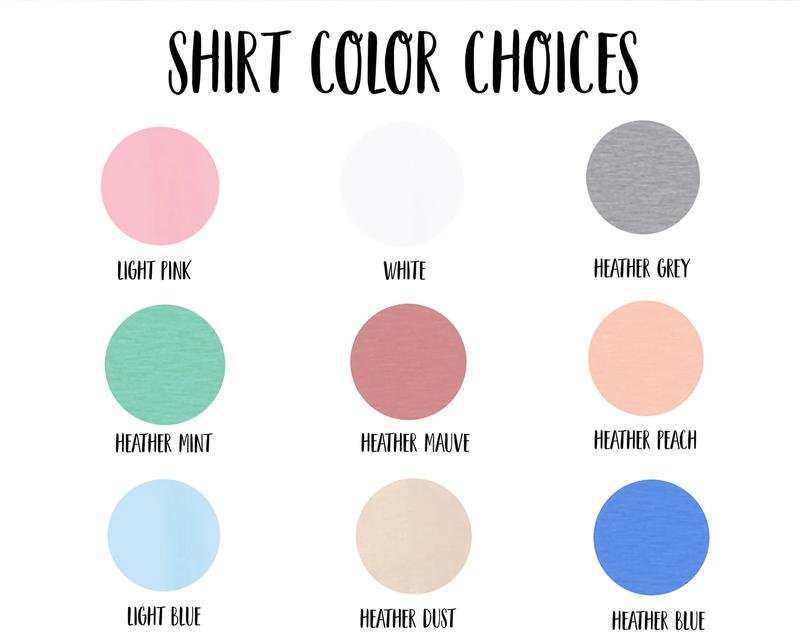 SHIRT COLOR CHOICES
LIGHT PINK
WHITE
HEATHER GREY
HEATHER MINT
HEATHER MAUVE
HEATHER PEACH
LIGHT BLUE
HEATHER DUST
HEATHER BLUE